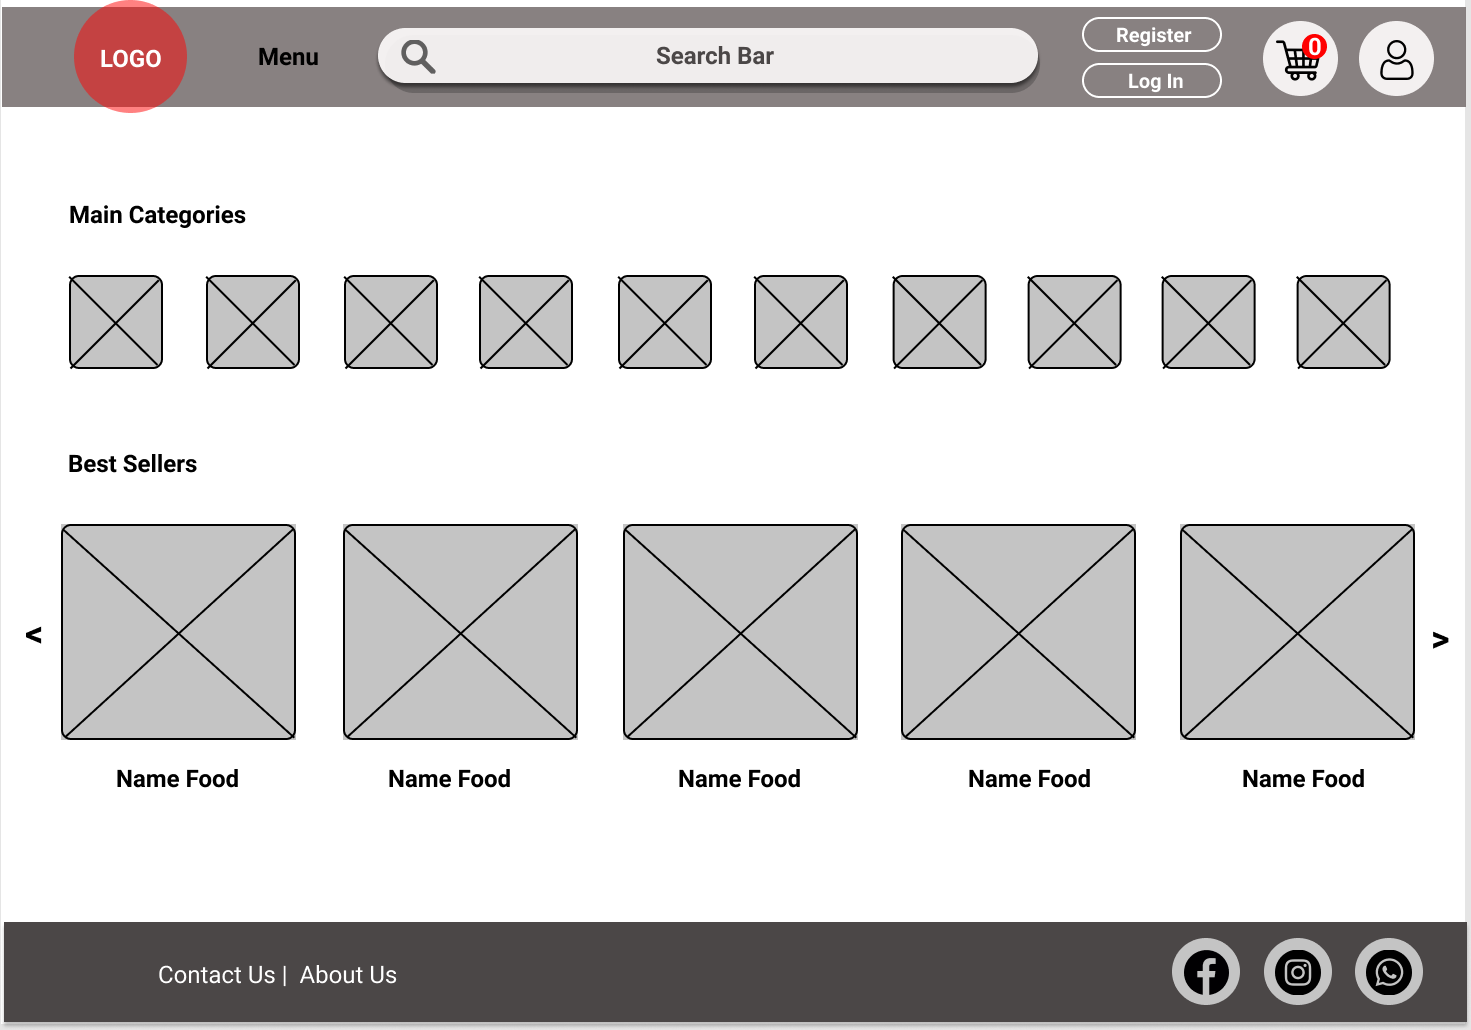 LOGO
Menu
Search Bar
Register
Log In
0
Main Categories
Best Sellers
<
>
Name Food
Name Food
Name Food
Name Food
Name Food
Contact Us |  About Us